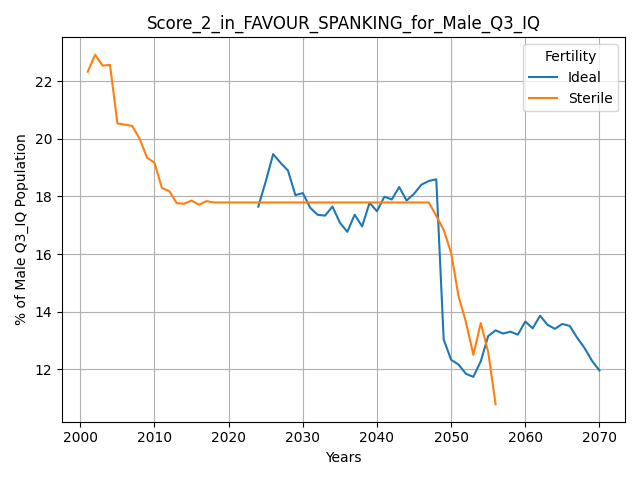 Score_2_in_FAVOUR_SPANKING_for_Male_Q3_IQ
Fertility
Ideal
Sterile
% of Male Q3_IQ Population
22
20
18
16
14
12
2000 2010 2020 2030 2040 2050 2060 2070
Years